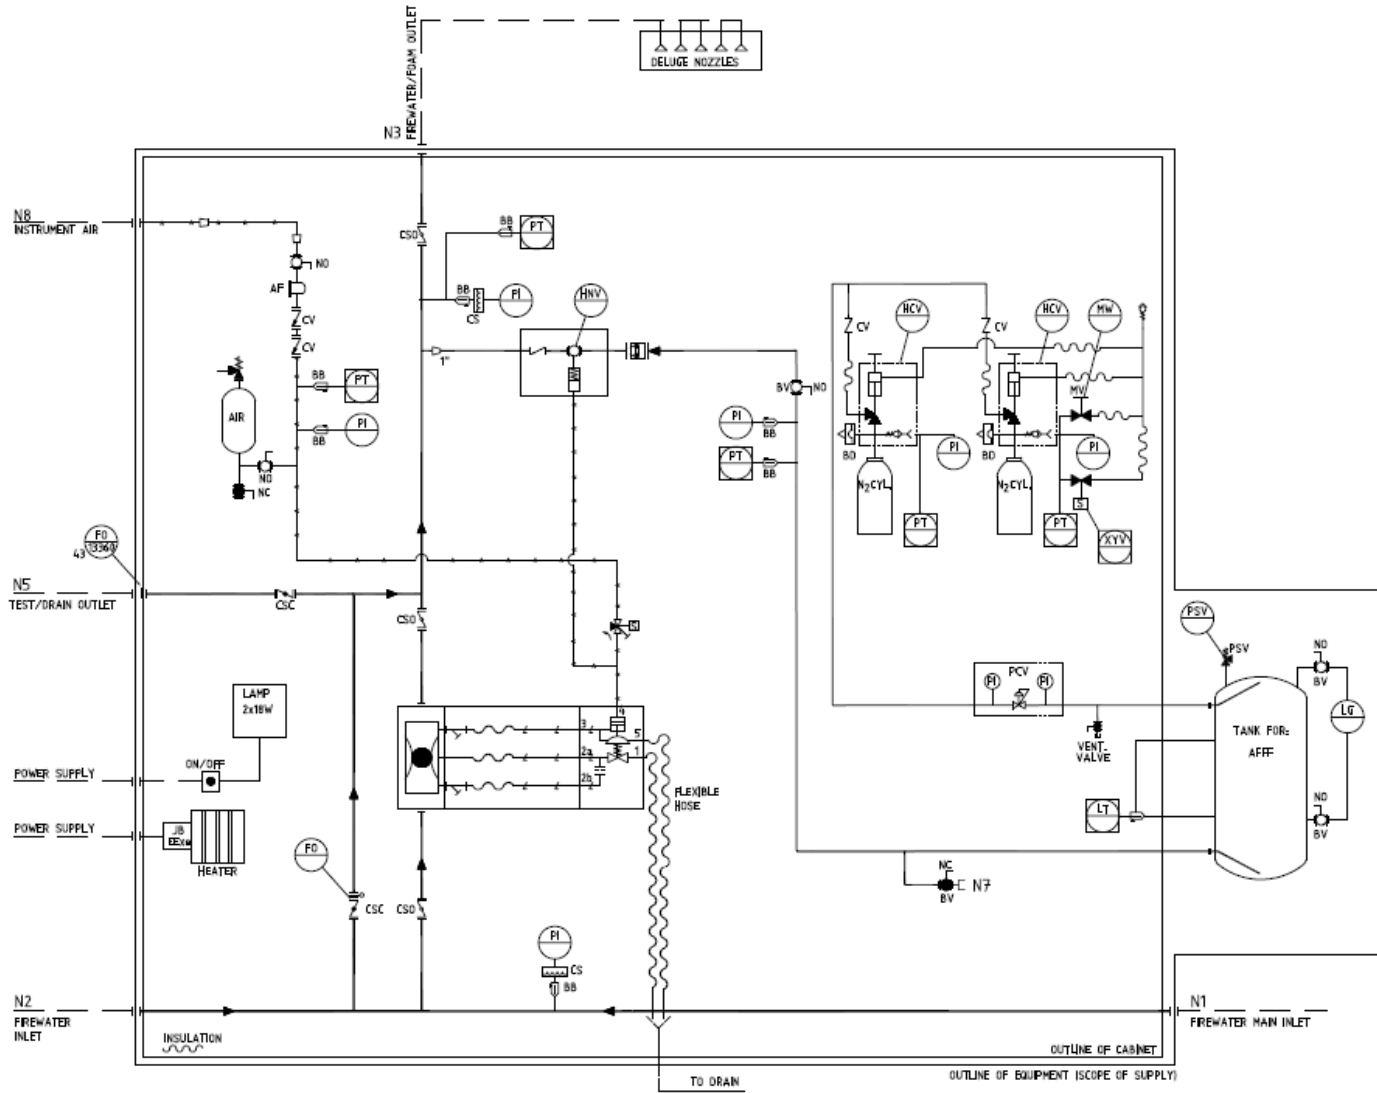 FIREWATER/FOAM OUTLET
DELUGE NOZZLES
N3
N8
INSTRUMENT AIR
NO
AF
CV
CV
BB
PT
BB
PI
AIR
NO
NC
CSO
BB
PT
BB
CS
PI
HNV
1"
BV
NO
PI
BB
PT
BB
CV
HCV
CV
HCV
MW
MV
BD
PI
BD
PI
N2CYL.
N2CYL.
PT
PT
S
XYV
FO
13360
43
N5
TEST/DRAIN OUTLET
CSC
CSO
S
PSV
PSV
NO
BV
LG
PCV
PI
PI
TANK FOR:
AFFF
VENT-
VALVE
LT
NO
BV
LAMP
2x18W
POWER SUPPLY
ON/OFF
POWER SUPPLY
JB
EExe
HEATER
3
4
5
2a
1
2b
FLEXIBLE
HOSE
FO
CSC
CSO
NC
BV
N7
PI
CS
BB
N2
FIREWATER
INLET
N1
FIREWATER MAIN INLET
INSULATION
OUTLINE OF CABINET
OUTLINE OF EQUIPMENT (SCOPE OF SUPPLY)
TO DRAIN